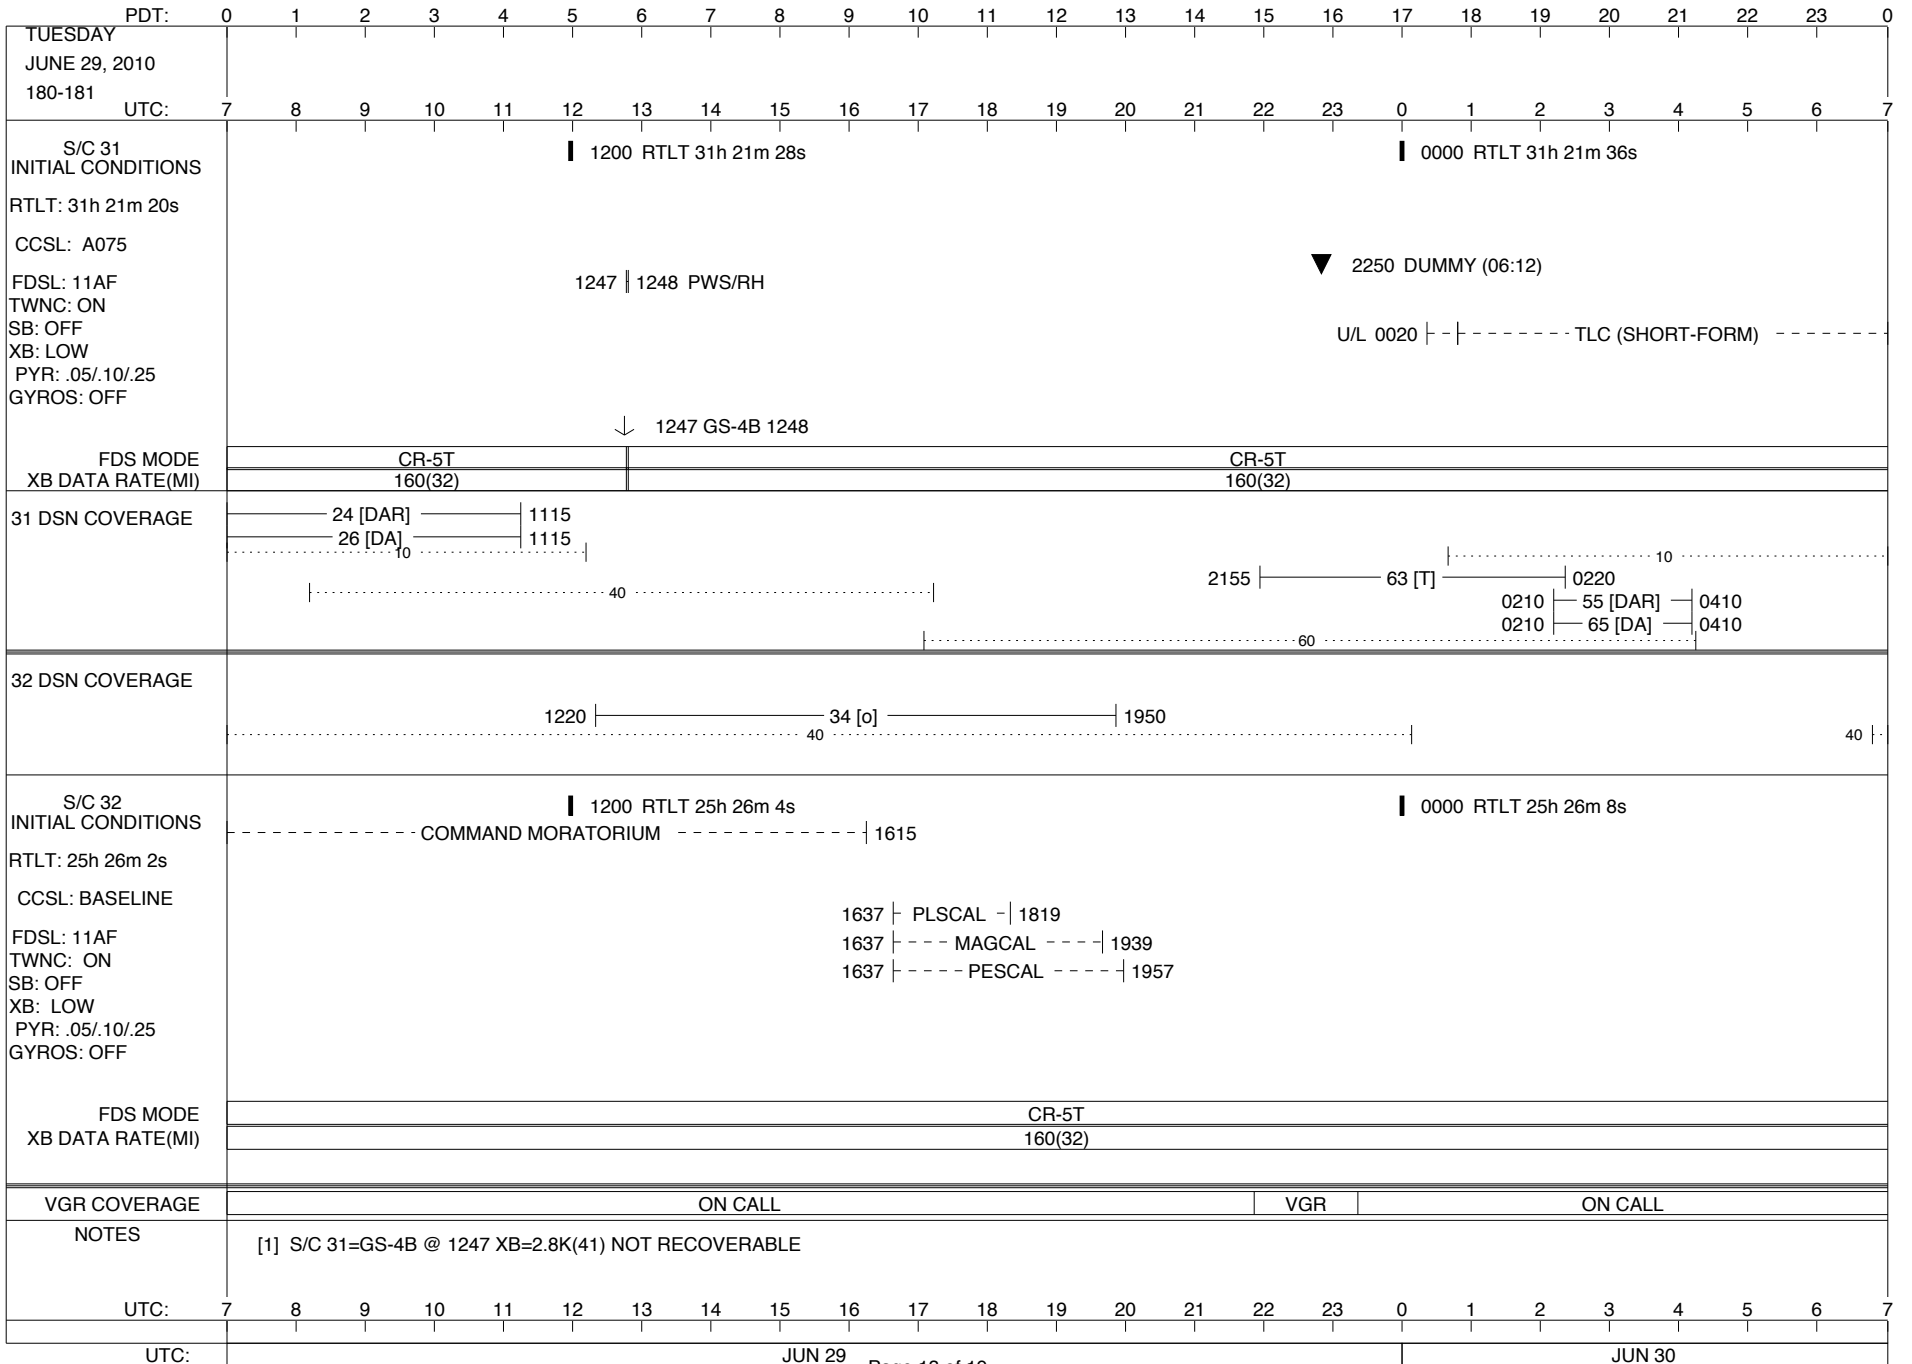 PDT: 0 1 2 3 4 5 6 7 8 9 10 11 12 13 14 15 16 17 18 19 20 21 22 23 0
TUESDAY
JUNE 29, 2010
180-181
UTC: 7 8 9 10 11 12 13 14 15 16 17 18 19 20 21 22 23 0 1 2 3 4 5 6 7
S/C 31
INITIAL CONDITIONS
1200 RTLT 31h 21m 28s
0000 RTLT 31h 21m 36s
RTLT: 31h 21m 20s
CCSL: A075
2250 DUMMY (06:12)
FDSL: 11AF
1247 1248 PWS/RH
TWNC: ON
SB: OFF
U/L 0020 TLC (SHORT-FORM)
XB: LOW
PYR: .05/.10/.25
GYROS: OFF
1247 GS-4B 1248
FDS MODE CR-5T CR-5T
XB DATA RATE(MI) 160(32) 160(32)
31 DSN COVERAGE
24 [DAR] 1115
26 [DA] 1115
10 10
2155 63 [T] 0220
40
0210 55 [DAR] 0410
0210 65 [DA] 0410
60
32 DSN COVERAGE
1220 34 [o] 1950
40 40
S/C 32
INITIAL CONDITIONS
1200 RTLT 25h 26m 4s
0000 RTLT 25h 26m 8s
COMMAND MORATORIUM 1615
RTLT: 25h 26m 2s
CCSL: BASELINE
1637 PLSCAL 1819
FDSL: 11AF
1637 MAGCAL 1939
TWNC: ON
1637 PESCAL 1957
SB: OFF
XB: LOW
PYR: .05/.10/.25
GYROS: OFF
FDS MODE CR-5T
XB DATA RATE(MI) 160(32)
VGR COVERAGE ON CALL VGR ON CALL
NOTES
[1] S/C 31=GS-4B @ 1247 XB=2.8K(41) NOT RECOVERABLE
UTC: 7 8 9 10 11 12 13 14 15 16 17 18 19 20 21 22 23 0 1 2 3 4 5 6 7
UTC: JUN 29 JUN 30